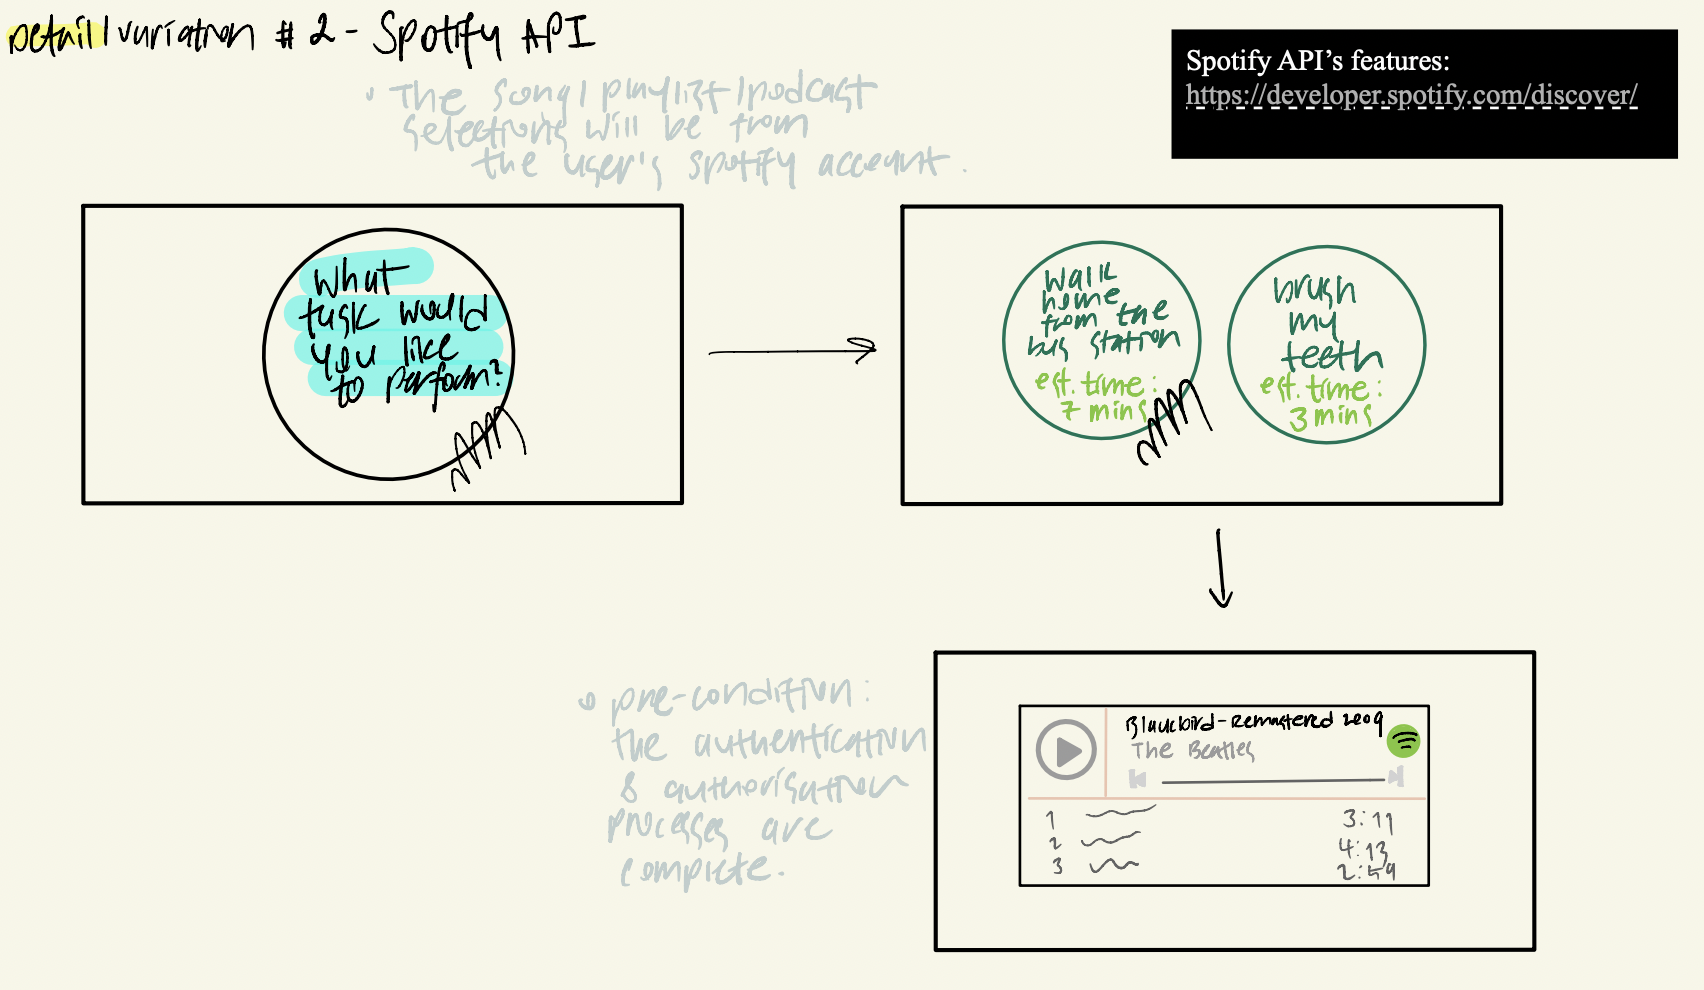 Detail variation # 2 - Spotify API
• The song/playlist/podcast
selections will be from
the user's spotify account.
Spotify API's features:
https://developer.spotify.com/discover/
What
task would
you like
to perform?
Walk
home
from the
bus station
est. time:
7 mins
brush
my
teeth
est. time:
3 mins
• pre-condition:
the authentication
& authorisation
processes are
complete.
Blackbird - Remastered 2009
The Beatles
1 3:11
2 4:13
3 2:59